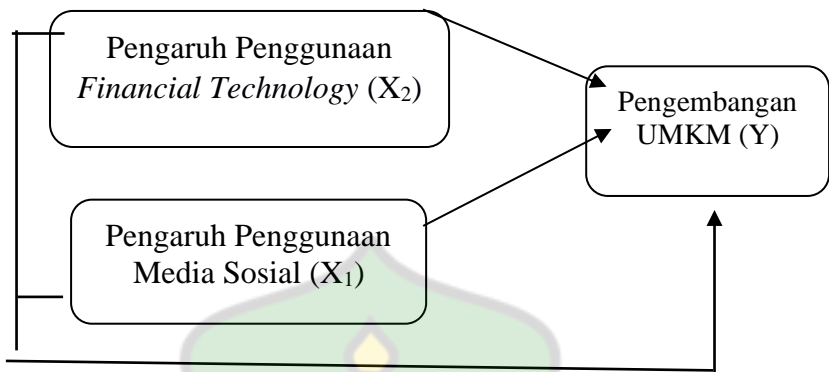 Pengaruh Penggunaan
Financial Technology (X₂)
Pengembangan
UMKM (Y)
Pengaruh Penggunaan
Media Sosial (X₁)